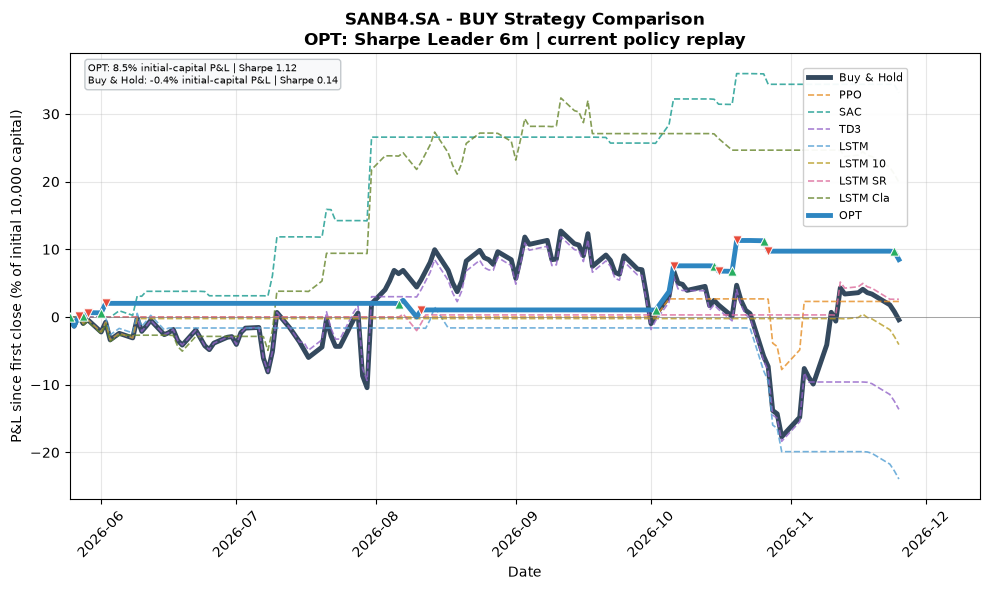 SANB4.SA - BUY Strategy Comparison
OPT: Sharpe Leader 6m | current policy replay
OPT: 8.5% initial-capital P&L | Sharpe 1.12
Buy & Hold: -0.4% initial-capital P&L | Sharpe 0.14
Buy & Hold
PPO
SAC
TD3
LSTM
LSTM 10
LSTM SR
LSTM Cla
OPT
P&L since first close (% of initial 10,000 capital)
30
20
10
0
−10
−20
2026-06
2026-07
2026-08
2026-09
2026-10
2026-11
2026-12
Date